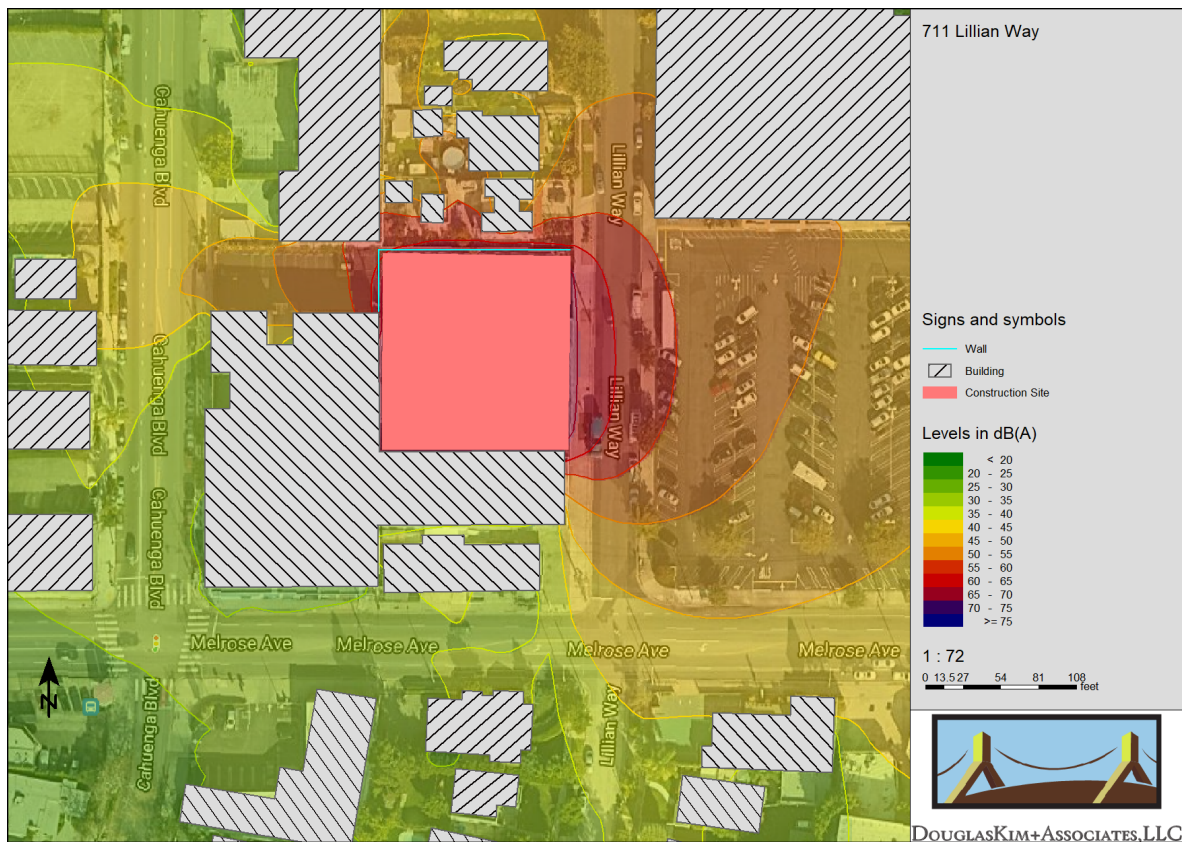 711 Lillian Way
Cahuenga Blvd
Lillian Way
Cahuenga Blvd
Lillian Way
Cahuenga Blvd
Melrose Ave
Melrose Ave
Melrose Ave
Melrose Ave
Cahuenga Blvd
Lillian Way
N
Signs and symbols
Wall
Building
Construction Site
Levels in dB(A)
< 20
20 - 25
25 - 30
30 - 35
35 - 40
40 - 45
45 - 50
50 - 55
55 - 60
60 - 65
65 - 70
70 - 75
>= 75
1 : 72
0 13.5 27 54 81 108
feet
DOUGLASKIM+ASSOCIATES,LLC